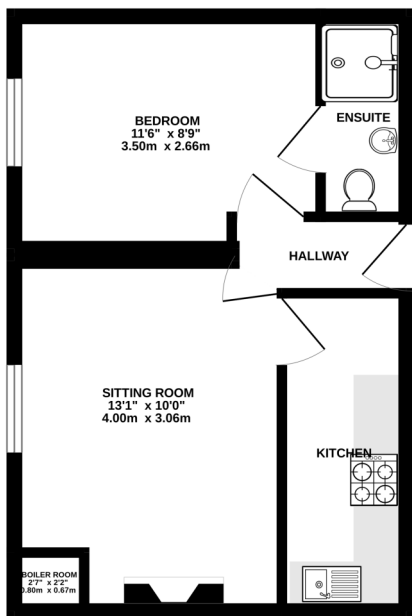 BEDROOM
11'6" x 8'9"
3.50m x 2.66m
ENSUITE
HALLWAY
SITTING ROOM
13'1" x 10'0"
4.00m x 3.06m
KITCHEN
BOILER ROOM
2'7" x 2'2"
0.80m x 0.67m